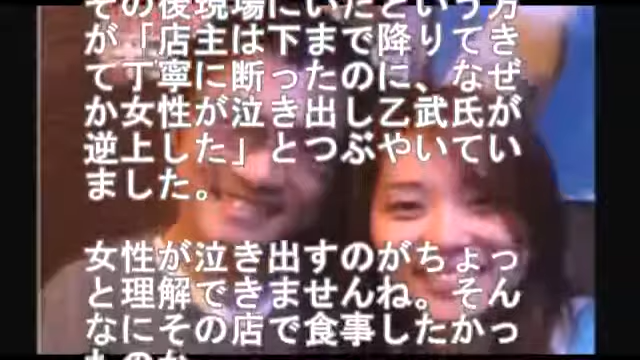 その後現場にいたという方
が「店主は下まで降りてき
て丁寧に断ったのに、なぜ
か女性が泣き出し乙武氏が
逆上した」とつぶやいてい
ました。
女性が泣き出すのがちょっ
と理解できませんね。そん
なにその店で食事したかっ
たのか